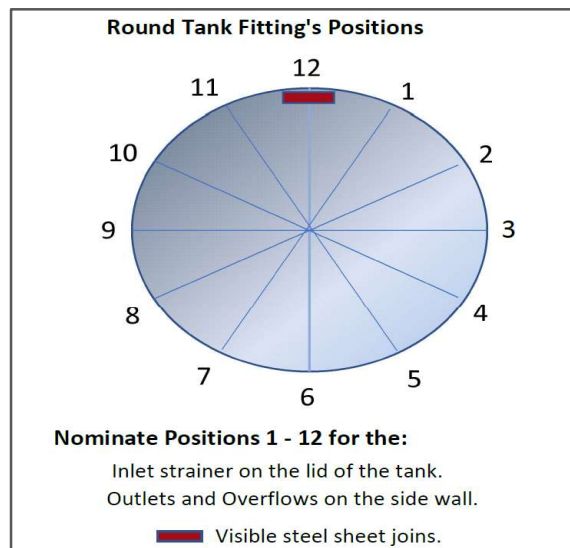 Round Tank Fitting's Positions
12
11
1
10
2
9
3
8
4
7
5
6
Nominate Positions 1 - 12 for the:
Inlet strainer on the lid of the tank.
Outlets and Overflows on the side wall.
Visible steel sheet joins.